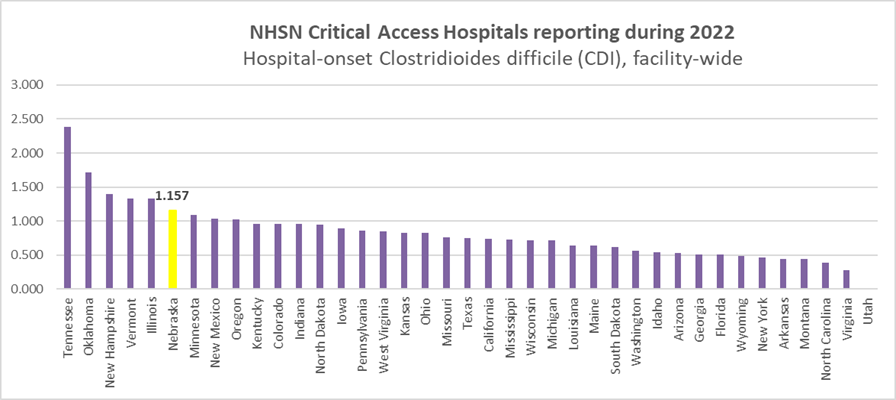 NHSN Critical Access Hospitals reporting during 2022
Hospital-onset Clostridioides difficile (CDI), facility-wide
3.000
2.500
2.000
1.500
1.000
0.500
0.000
1.157
Tennessee
Oklahoma
New Hampshire
Vermont
Illinois
Nebraska
Minnesota
New Mexico
Oregon
Kentucky
Colorado
Indiana
North Dakota
Iowa
Pennsylvania
West Virginia
Kansas
Ohio
Missouri
Texas
California
Mississippi
Wisconsin
Michigan
Louisiana
Maine
South Dakota
Washington
Idaho
Arizona
Georgia
Florida
Wyoming
New York
Arkansas
Montana
North Carolina
Virginia
Utah